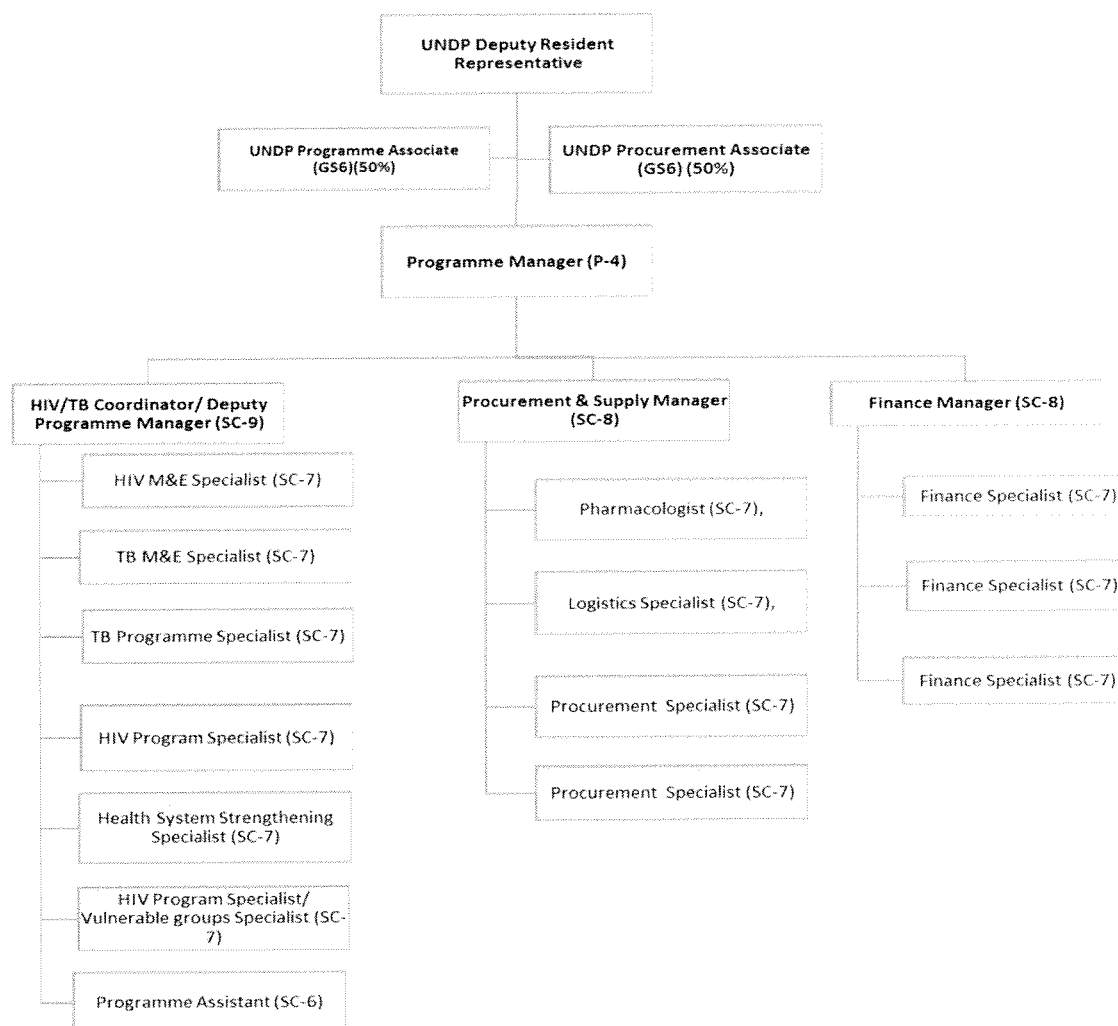 UNDP Deputy Resident
Representative
UNDP Programme Associate
(GS6)(50%)
UNDP Procurement Associate
(GS6) (50%)
Programme Manager (P-4)
HIV/TB Coordinator/ Deputy
Programme Manager (SC-9)
HIV M&E Specialist (SC-7)
TB M&E Specialist (SC-7)
TB Programme Specialist (SC-7)
HIV Program Specialist (SC-7)
Health System Strengthening
Specialist (SC-7)
HIV Program Specialist/
Vulnerable groups Specialist (SC-
7)
Programme Assistant (SC-6)
Procurement & Supply Manager
(SC-8)
Pharmacologist (SC-7),
Logistics Specialist (SC-7),
Procurement Specialist (SC-7)
Procurement Specialist (SC-7)
Finance Manager (SC-8)
Finance Specialist (SC-7)
Finance Specialist (SC-7)
Finance Specialist (SC-7)